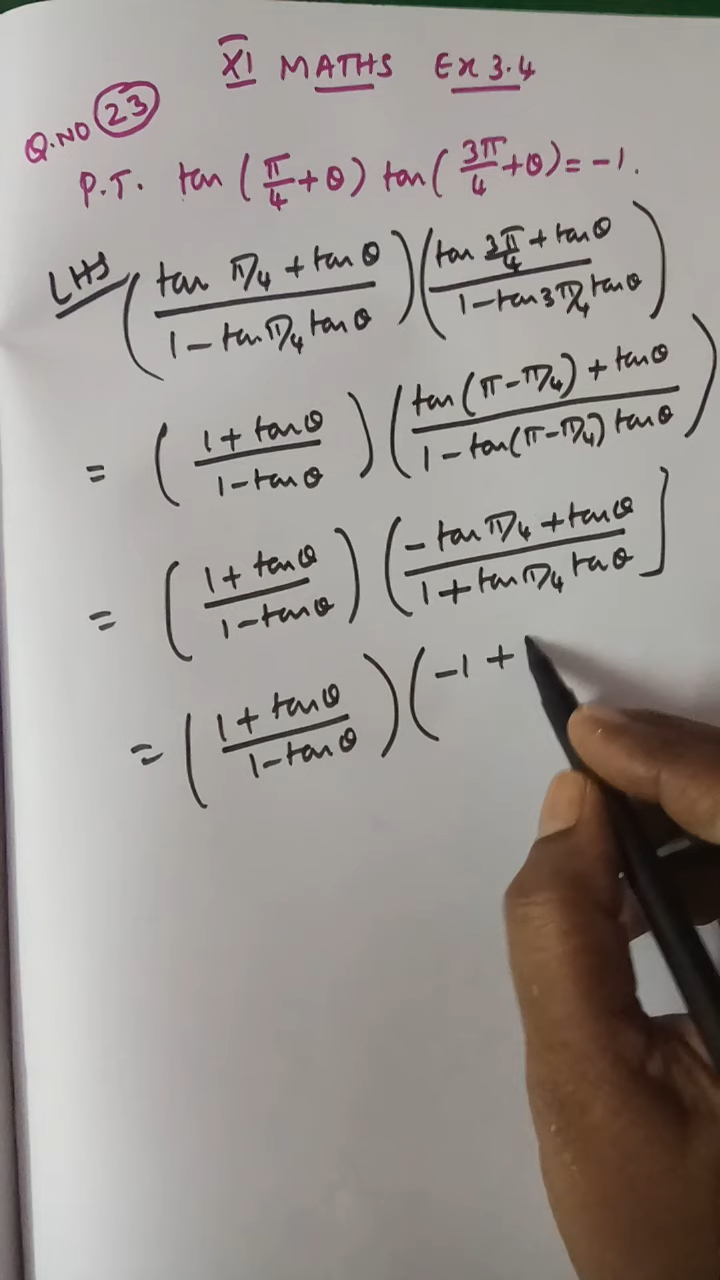 XI MATHS Ex 3.4
Q.NO 23
P.T. tan (π/4 + θ) tan (3π/4 + θ) = -1.
LHS ((tan π/4 + tan θ)/(1 - tan π/4 tan θ)) ((tan 3π/4 + tan θ)/(1 - tan 3π/4 tan θ))
= ((1 + tan θ)/(1 - tan θ)) ((tan (π - π/4) + tan θ)/(1 - tan (π - π/4) tan θ))
= ((1 + tan θ)/(1 - tan θ)) ((- tan π/4 + tan θ)/(1 + tan π/4 tan θ)]
= ((1 + tan θ)/(1 - tan θ)) (-1 +